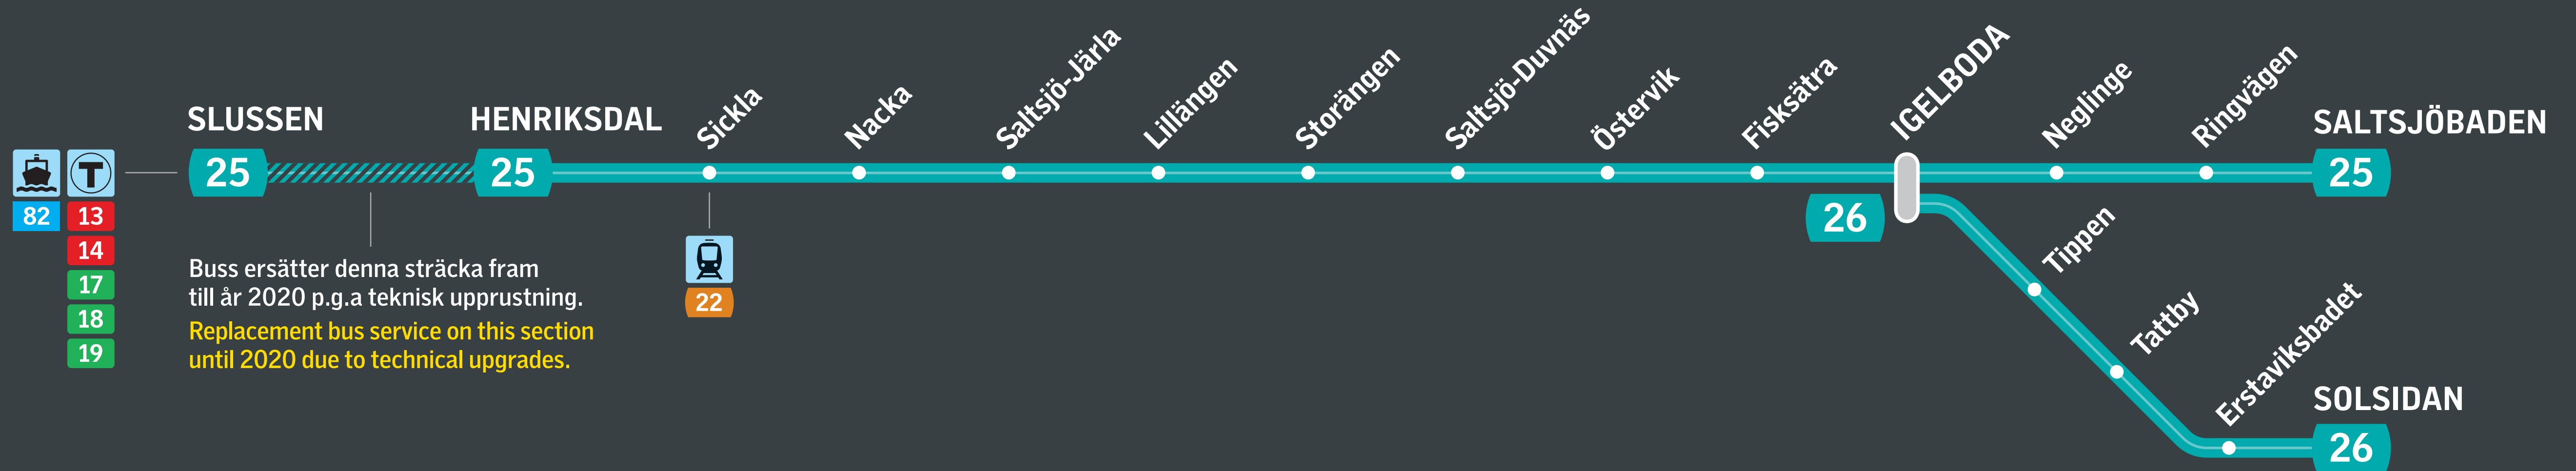 SLUSSEN
HENRIKSDAL
Sickla
Nacka
Saltsjö-Järla
Lillängen
Storängen
Saltsjö-Duvnäs
Östervik
Fisksätra
IGELBODA
Neglinge
Ringvägen
SALTSJÖBADEN
T
25
25
25
82
13
14
17
18
19
26
Buss ersätter denna sträcka fram
till år 2020 p.g.a teknisk upprustning.
Replacement bus service on this section
until 2020 due to technical upgrades.
22
Tippen
Tattby
Erstaviksbadet
SOLSIDAN
26